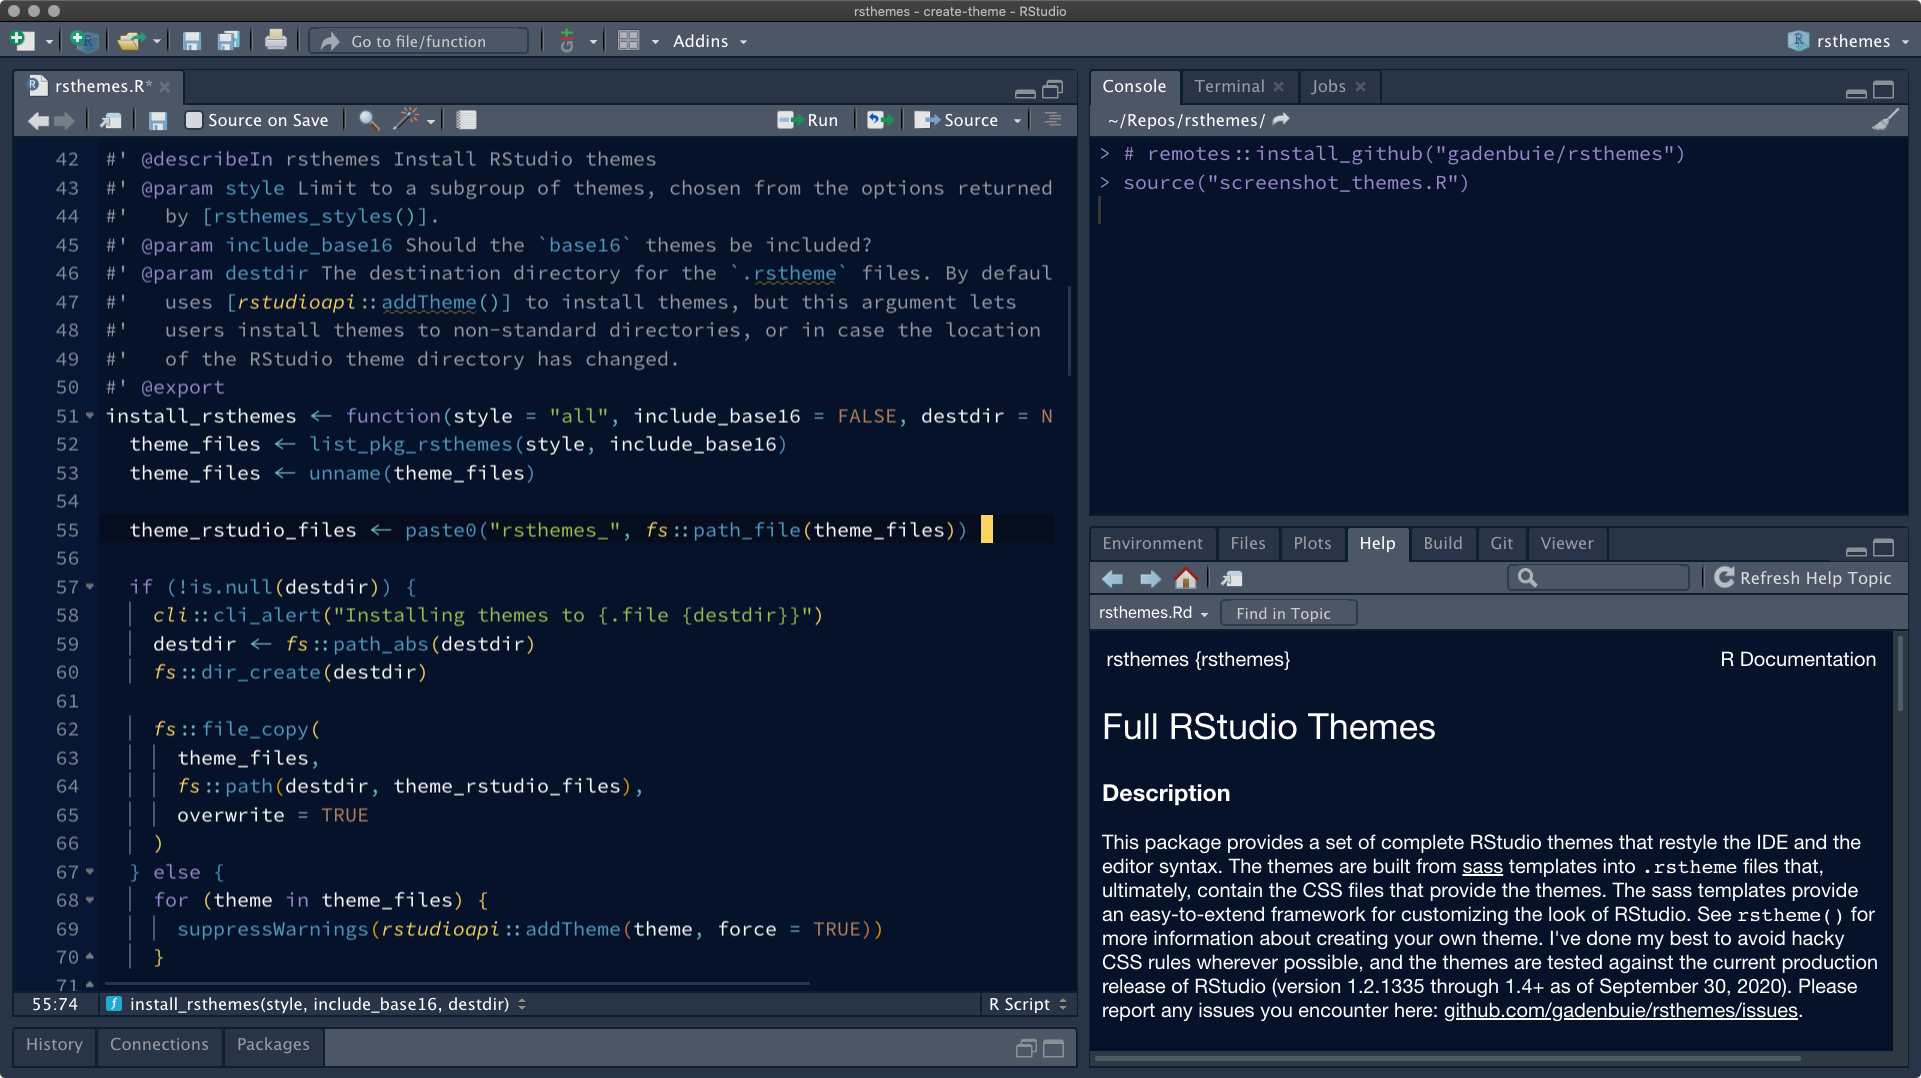 rsthemes - create-theme - RStudio
Go to file/function
Addins
rsthemes
rsthemes.R*
Source on Save
Run
Source
42 #' @describeIn rsthemes Install RStudio themes
43 #' @param style Limit to a subgroup of themes, chosen from the options returned
44 #'   by [rsthemes_styles()].
45 #' @param include_base16 Should the `base16` themes be included?
46 #' @param destdir The destination directory for the `.rstheme` files. By defaul
47 #'   uses [rstudioapi::addTheme()] to install themes, but this argument lets
48 #'   users install themes to non-standard directories, or in case the location
49 #'   of the RStudio theme directory has changed.
50 #' @export
51 install_rsthemes <- function(style = "all", include_base16 = FALSE, destdir = N
52   theme_files <- list_pkg_rsthemes(style, include_base16)
53   theme_files <- unname(theme_files)
54
55   theme_rstudio_files <- paste0("rsthemes_", fs::path_file(theme_files))
56
57   if (!is.null(destdir)) {
58     cli::cli_alert("Installing themes to {.file {destdir}}")
59     destdir <- fs::path_abs(destdir)
60     fs::dir_create(destdir)
61
62     fs::file_copy(
63       theme_files,
64       fs::path(destdir, theme_rstudio_files),
65       overwrite = TRUE
66     )
67   } else {
68     for (theme in theme_files) {
69       suppressWarnings(rstudioapi::addTheme(theme, force = TRUE))
70     }
71
55:74
install_rsthemes(style, include_base16, destdir)
R Script
History
Connections
Packages
Console
Terminal
Jobs
~/Repos/rsthemes/
> # remotes::install_github("gadenbuie/rsthemes")
> source("screenshot_themes.R")
Environment
Files
Plots
Help
Build
Git
Viewer
Refresh Help Topic
rsthemes.Rd
Find in Topic
rsthemes {rsthemes}
R Documentation
Full RStudio Themes
Description
This package provides a set of complete RStudio themes that restyle the IDE and the
editor syntax. The themes are built from sass templates into .rstheme files that,
ultimately, contain the CSS files that provide the themes. The sass templates provide
an easy-to-extend framework for customizing the look of RStudio. See rstheme() for
more information about creating your own theme. I've done my best to avoid hacky
CSS rules wherever possible, and the themes are tested against the current production
release of RStudio (version 1.2.1335 through 1.4+ as of September 30, 2020). Please
report any issues you encounter here: github.com/gadenbuie/rsthemes/issues.